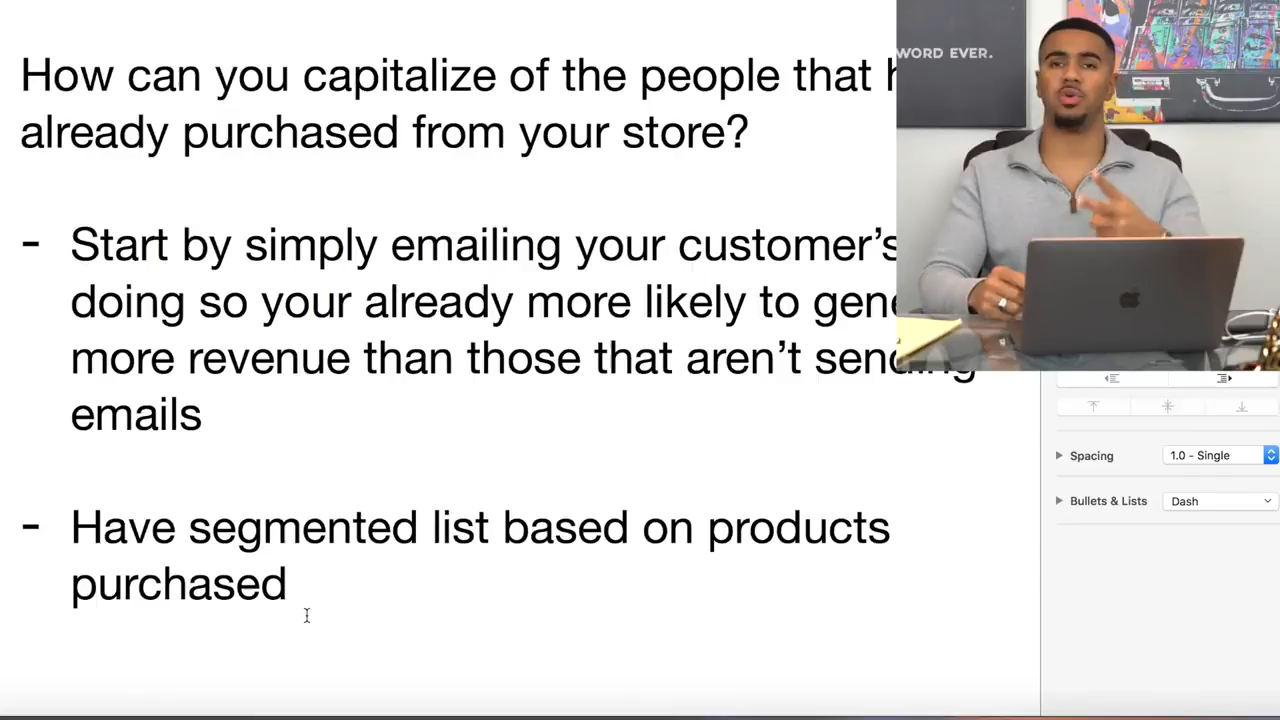 How can you capitalize of the people that
already purchased from your store?
- Start by simply emailing your customer's
doing so your already more likely to
more revenue than those that aren't sending
emails
- Have segmented list based on products
purchased
WORD EVER.
Spacing
1.0 - Single
Bullets & Lists
Dash